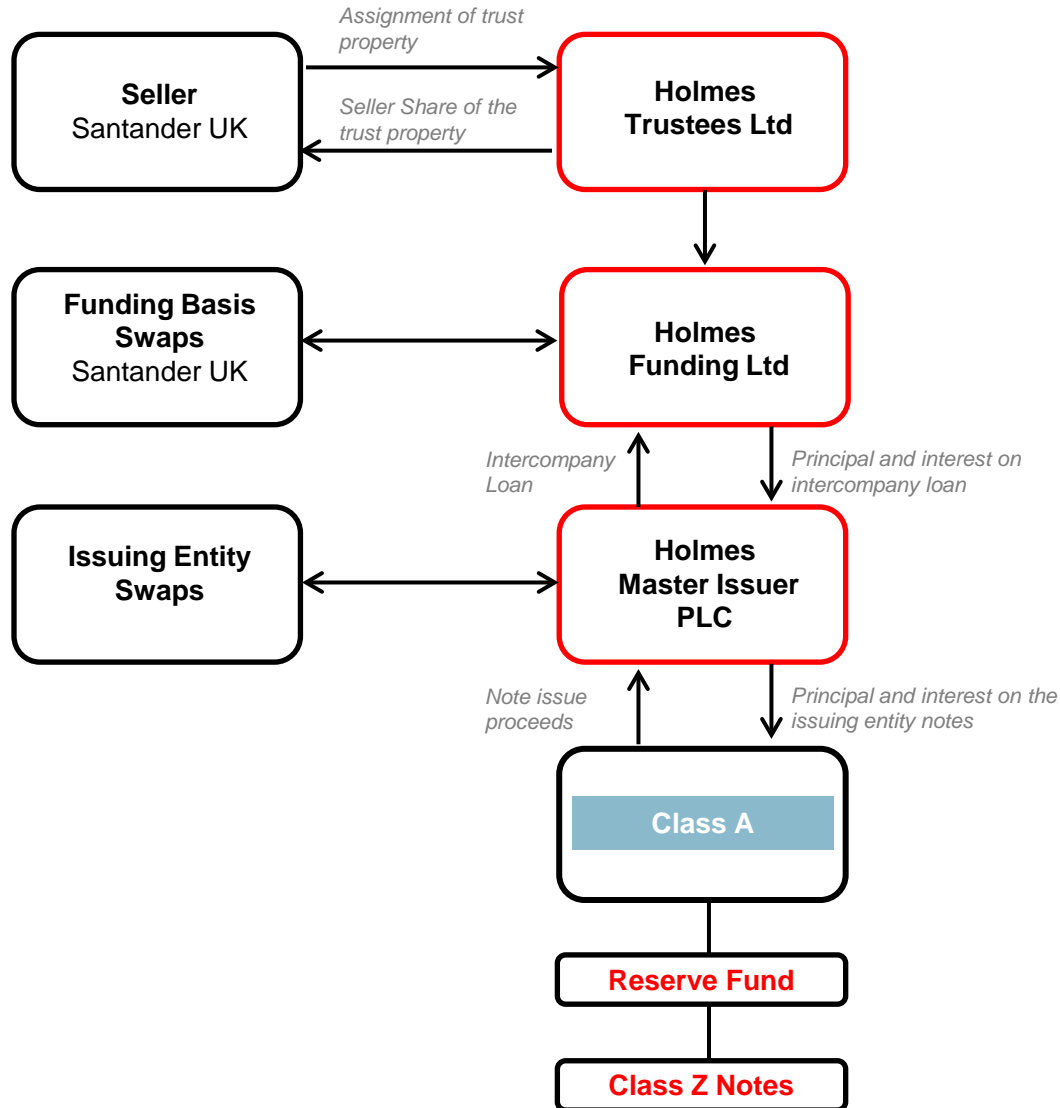 Assignment of trust
property
Seller
Santander UK
Holmes
Trustees Ltd
Seller Share of the
trust property
Funding Basis
Swaps
Santander UK
Holmes
Funding Ltd
Intercompany
Loan
Principal and interest on
intercompany loan
Issuing Entity
Swaps
Holmes
Master Issuer
PLC
Note issue
proceeds
Principal and interest on the
issuing entity notes
Class A
Reserve Fund
Class Z Notes